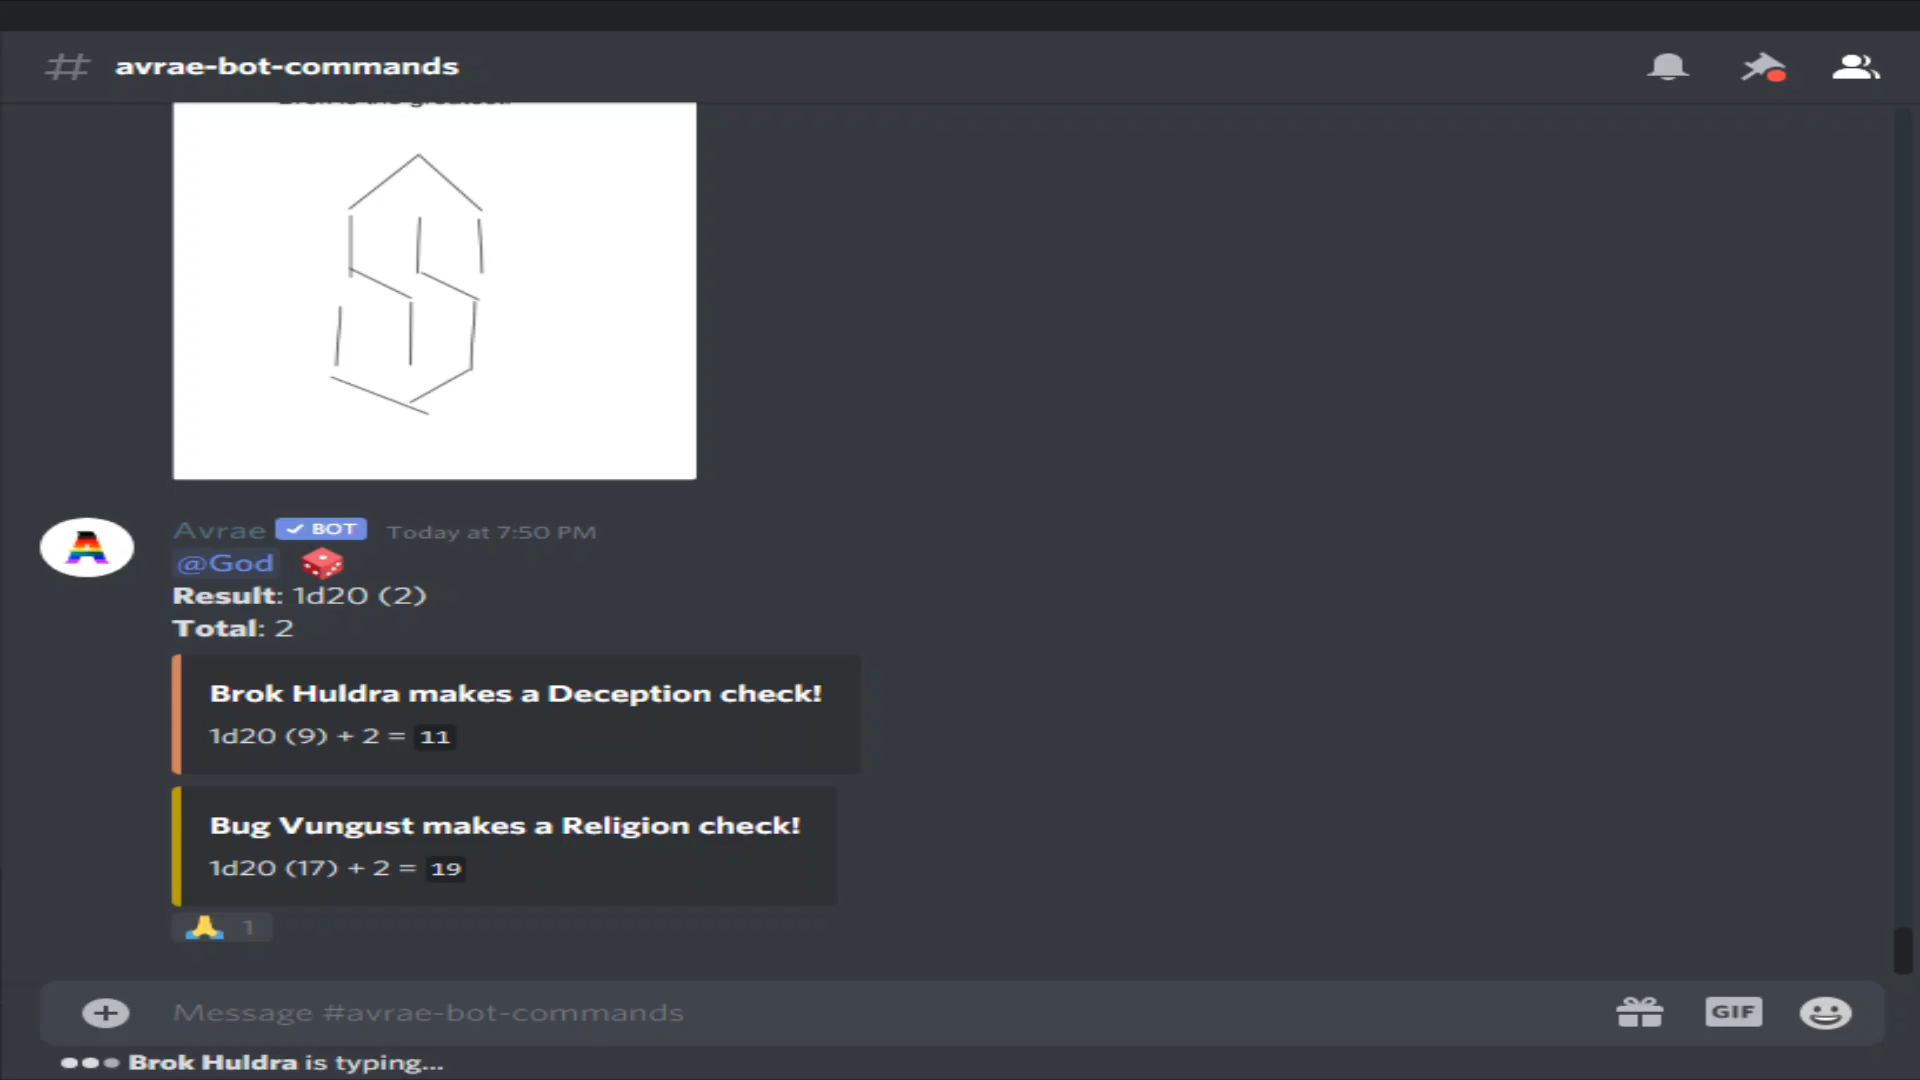 avrae-bot-commands
Avrae BOT Today at 7:50 PM
@God
Result: 1d20 (2)
Total: 2
Brok Huldra makes a Deception check!
1d20 (9) + 2 = 11
Bug Vungust makes a Religion check!
1d20 (17) + 2 = 19
1
Message #avrae-bot-commands
GIF
Brok Huldra is typing...